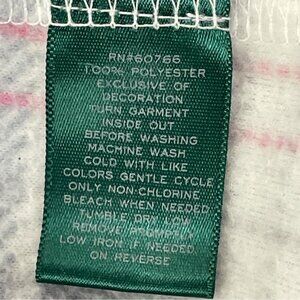 RN#60766
100% POLYESTER
EXCLUSIVE OF
DECORATION
TURN GARMENT
INSIDE OUT
BEFORE WASHING
MACHINE WASH
COLD WITH LIKE
COLORS GENTLE CYCLE
ONLY NON-CHLORINE
BLEACH WHEN NEEDED
TUMBLE DRY LOW
REMOVE PROMPTLY
LOW IRON IF NEEDED
ON REVERSE